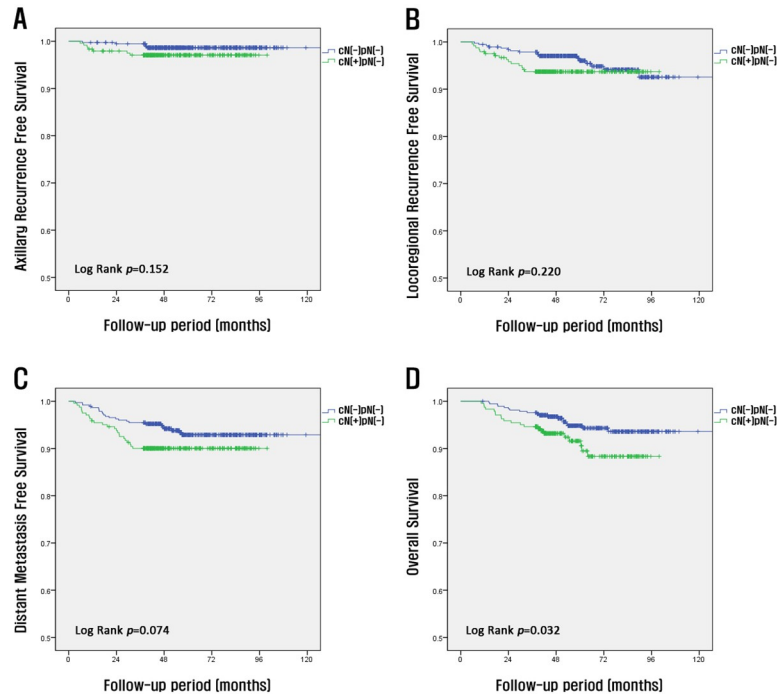 A
Axillary Recurrence Free Survival
1.0
0.9
0.8
0.7
0.6
0.5
Log Rank p=0.152
0 24 48 72 96 120
Follow-up period [months]
cN[-]pN[-]
cN[+]pN[-]
B
Locoregional Recurrence Free Survival
1.0
0.9
0.8
0.7
0.6
0.5
Log Rank p=0.220
0 24 48 72 96 120
Follow-up period [months]
cN[-]pN[-]
cN[+]pN[-]
C
Distant Metastasis Free Survival
1.0
0.9
0.8
0.7
0.6
0.5
Log Rank p=0.074
0 24 48 72 96 120
Follow-up period [months]
cN[-]pN[-]
cN[+]pN[-]
D
Overall Survival
1.0
0.9
0.8
0.7
0.6
0.5
Log Rank p=0.032
0 24 48 72 96 120
Follow-up period [months]
cN[-]pN[-]
cN[+]pN[-]